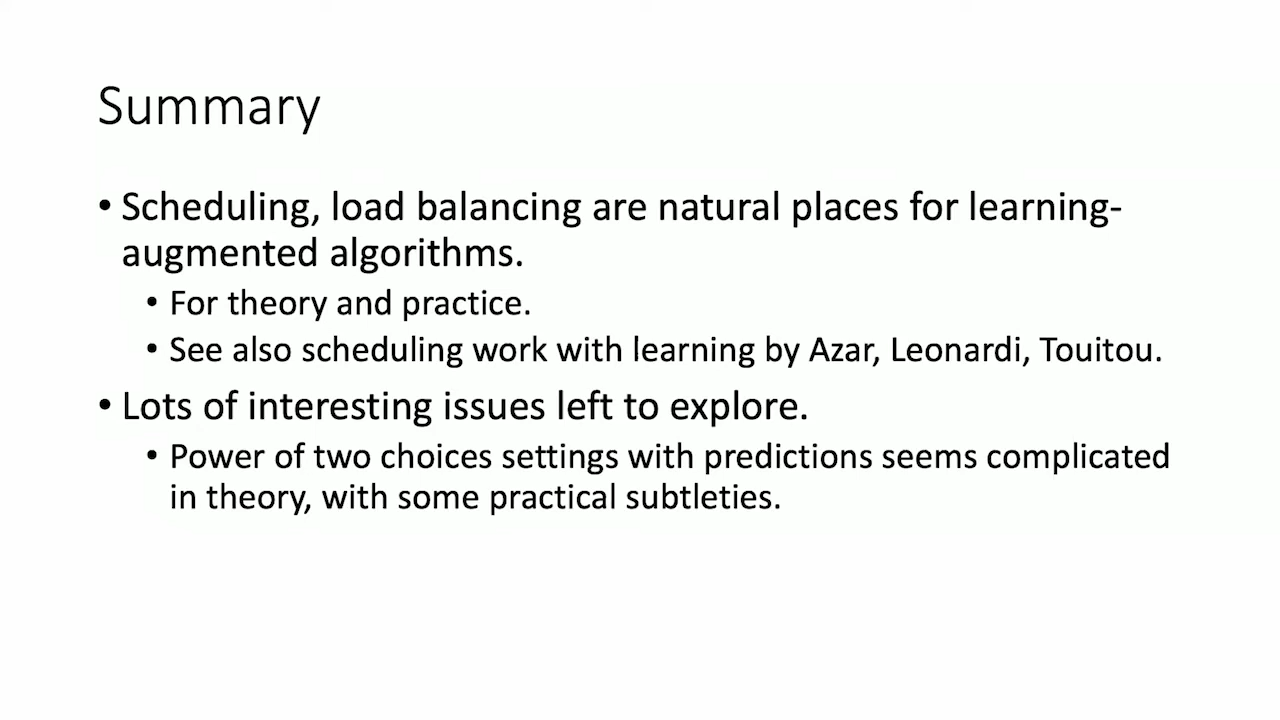 Summary
• Scheduling, load balancing are natural places for learning-
augmented algorithms.
• For theory and practice.
• See also scheduling work with learning by Azar, Leonardi, Touitou.
• Lots of interesting issues left to explore.
• Power of two choices settings with predictions seems complicated
in theory, with some practical subtleties.